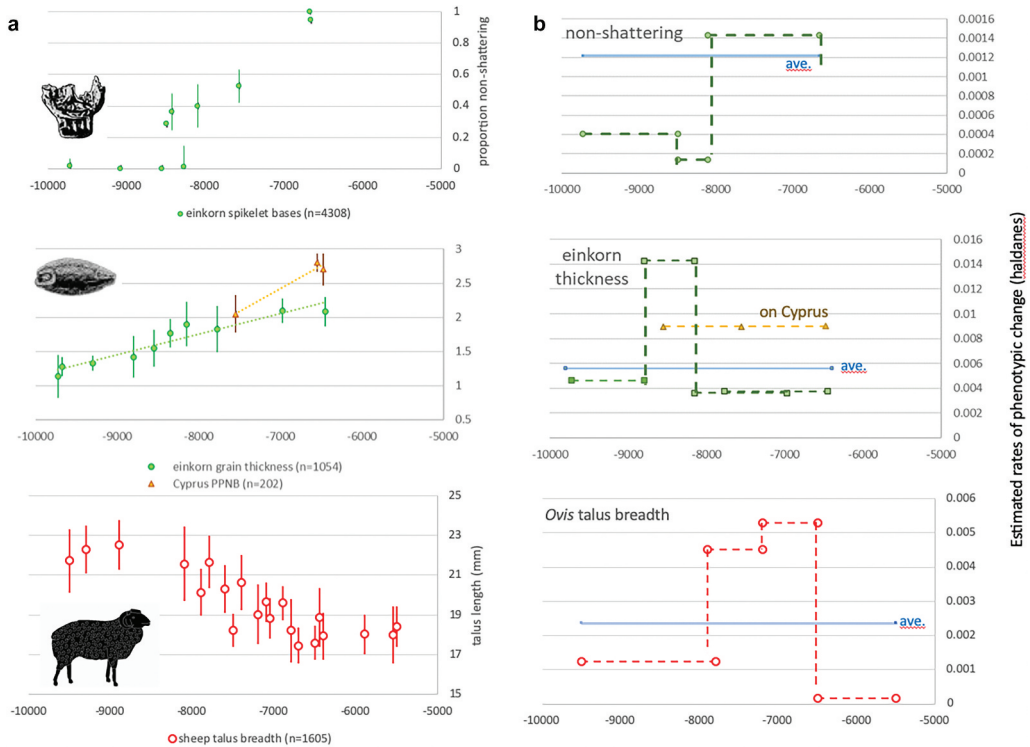 a
1
0.8
0.6
0.4
0.2
0
proportion non-shattering
-10000 -9000 -8000 -7000 -6000 -5000
einkorn spikelet bases (n=4308)
3
2.5
2
1.5
1
0.5
-10000 -9000 -8000 -7000 -6000 -5000
einkorn grain thickness (n=1054)
Cyprus PPNB (n=202)
25
23
21
19
17
15
talus length (mm)
-10000 -9000 -8000 -7000 -6000 -5000
sheep talus breadth (n=1605)
b
non-shattering
ave.
0.0016
0.0014
0.0012
0.001
0.0008
0.0006
0.0004
0.0002
0
-10000 -9000 -8000 -7000 -6000 -5000
einkorn
thickness
on Cyprus
ave.
0.016
0.014
0.012
0.01
0.008
0.006
0.004
0.002
0
-10000 -9000 -8000 -7000 -6000 -5000
Ovis talus breadth
ave.
0.006
0.005
0.004
0.003
0.002
0.001
0
-10000 -9000 -8000 -7000 -6000 -5000
Estimated rates of phenotypic change (haldanes)